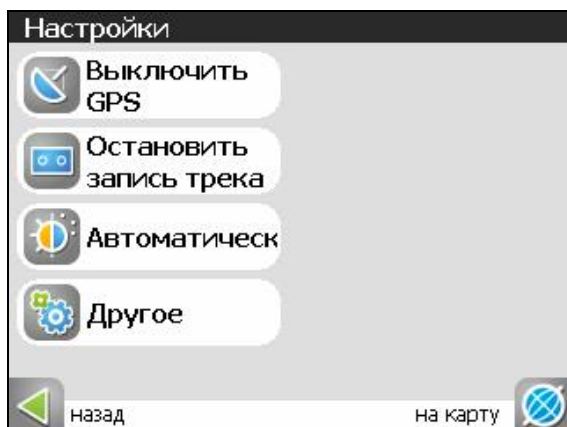 Настройки
Выключить
GPS
Остановить
запись трека
Автоматическ
Другое
назад
на карту